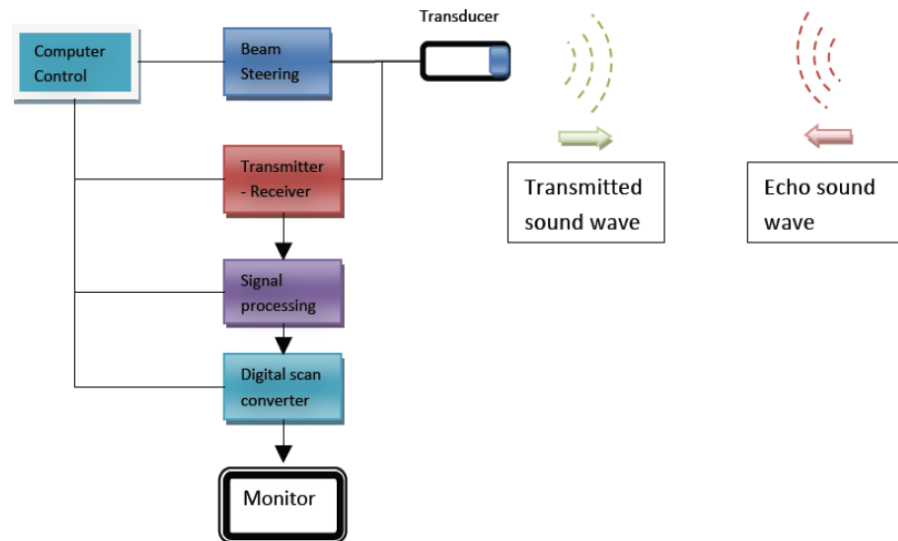 Transducer
Computer
Control
Beam
Steering
Transmitter
- Receiver
Transmitted
sound wave
Echo sound
wave
Signal
processing
Digital scan
converter
Monitor